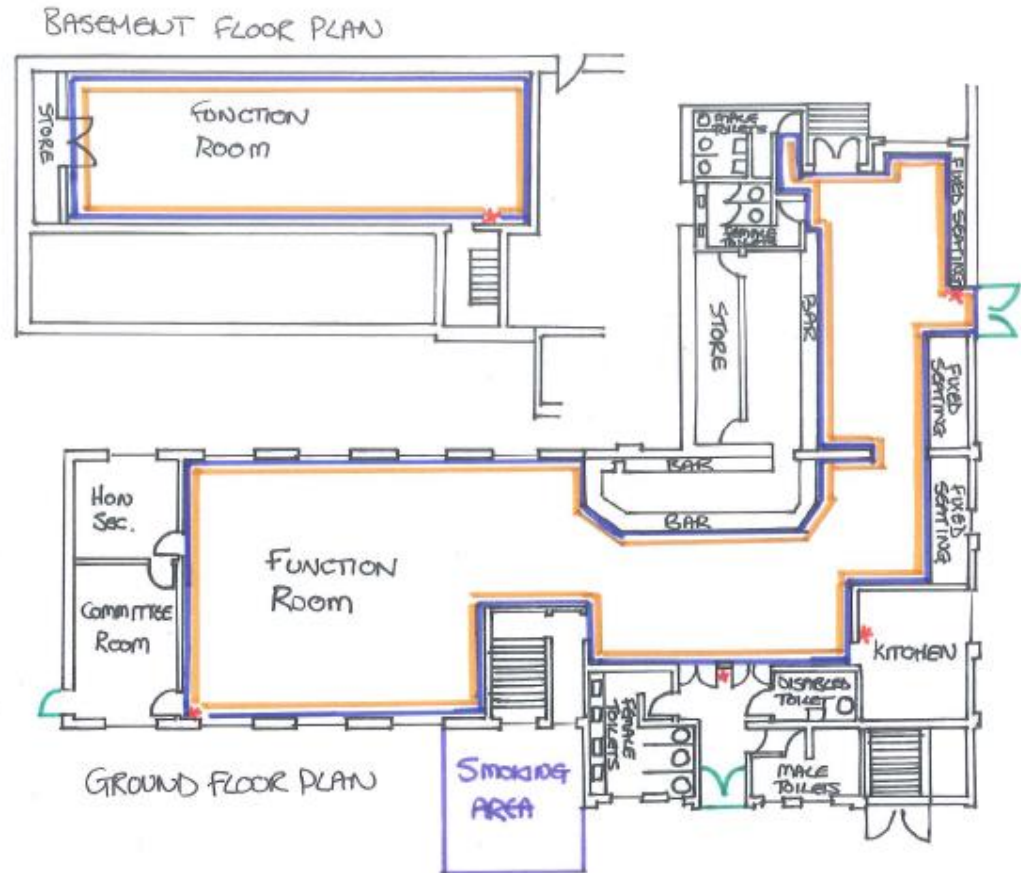 BASEMENT FLOOR PLAN
STORE
FUNCTION
ROOM
MALE
TOILETS
FEMALE
TOILETS
STORE
BAR
FIXED SEATING
FIXED
SEATING
FIXED
SEATING
BAR
BAR
HON
SEC.
COMMITTEE
ROOM
FUNCTION
ROOM
KITCHEN
DISABLED
TOILET
FEMALE
TOILETS
MALE
TOILETS
SMOKING
AREA
GROUND FLOOR PLAN